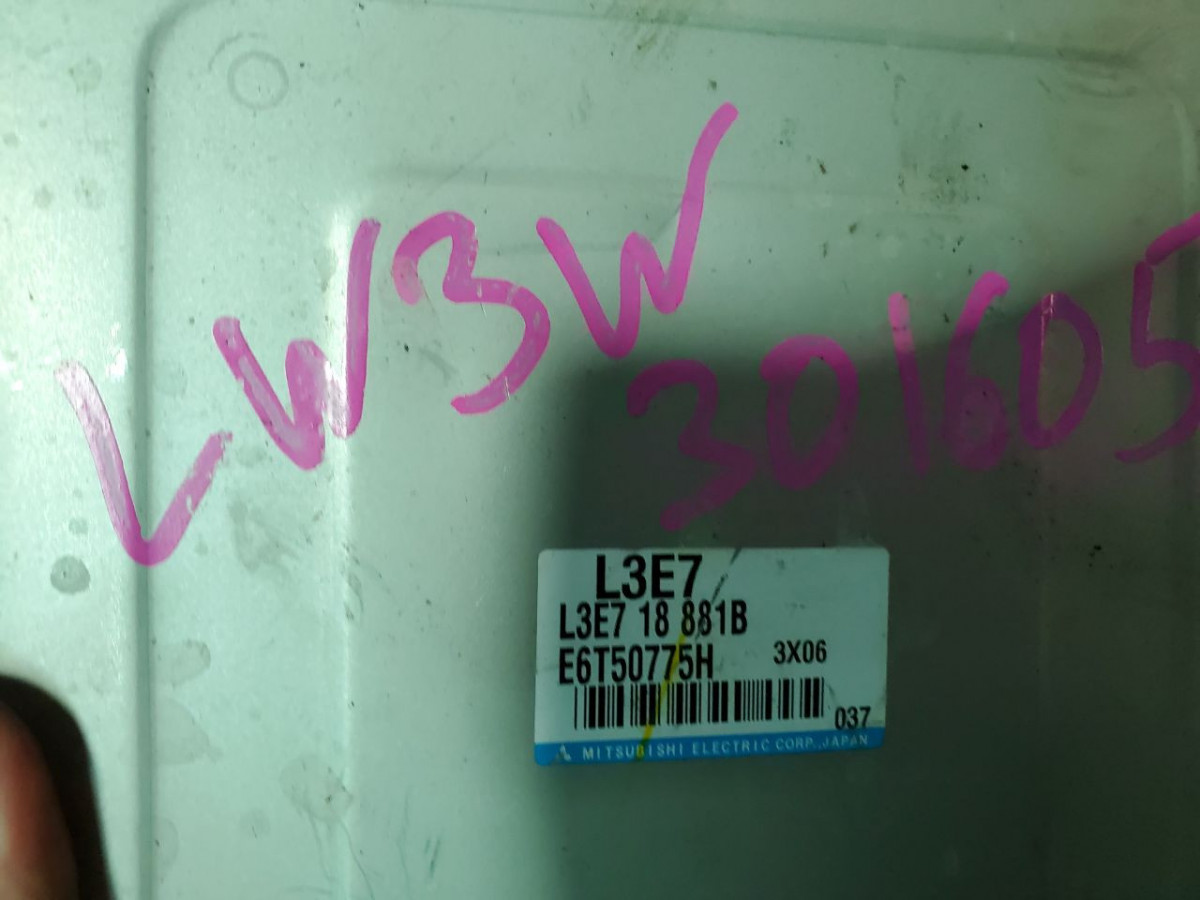 LW3W
301605
L3E7
L3E7 18 881B
E6T50775H 3X06
037
MITSUBISHI ELECTRIC CORP. JAPAN